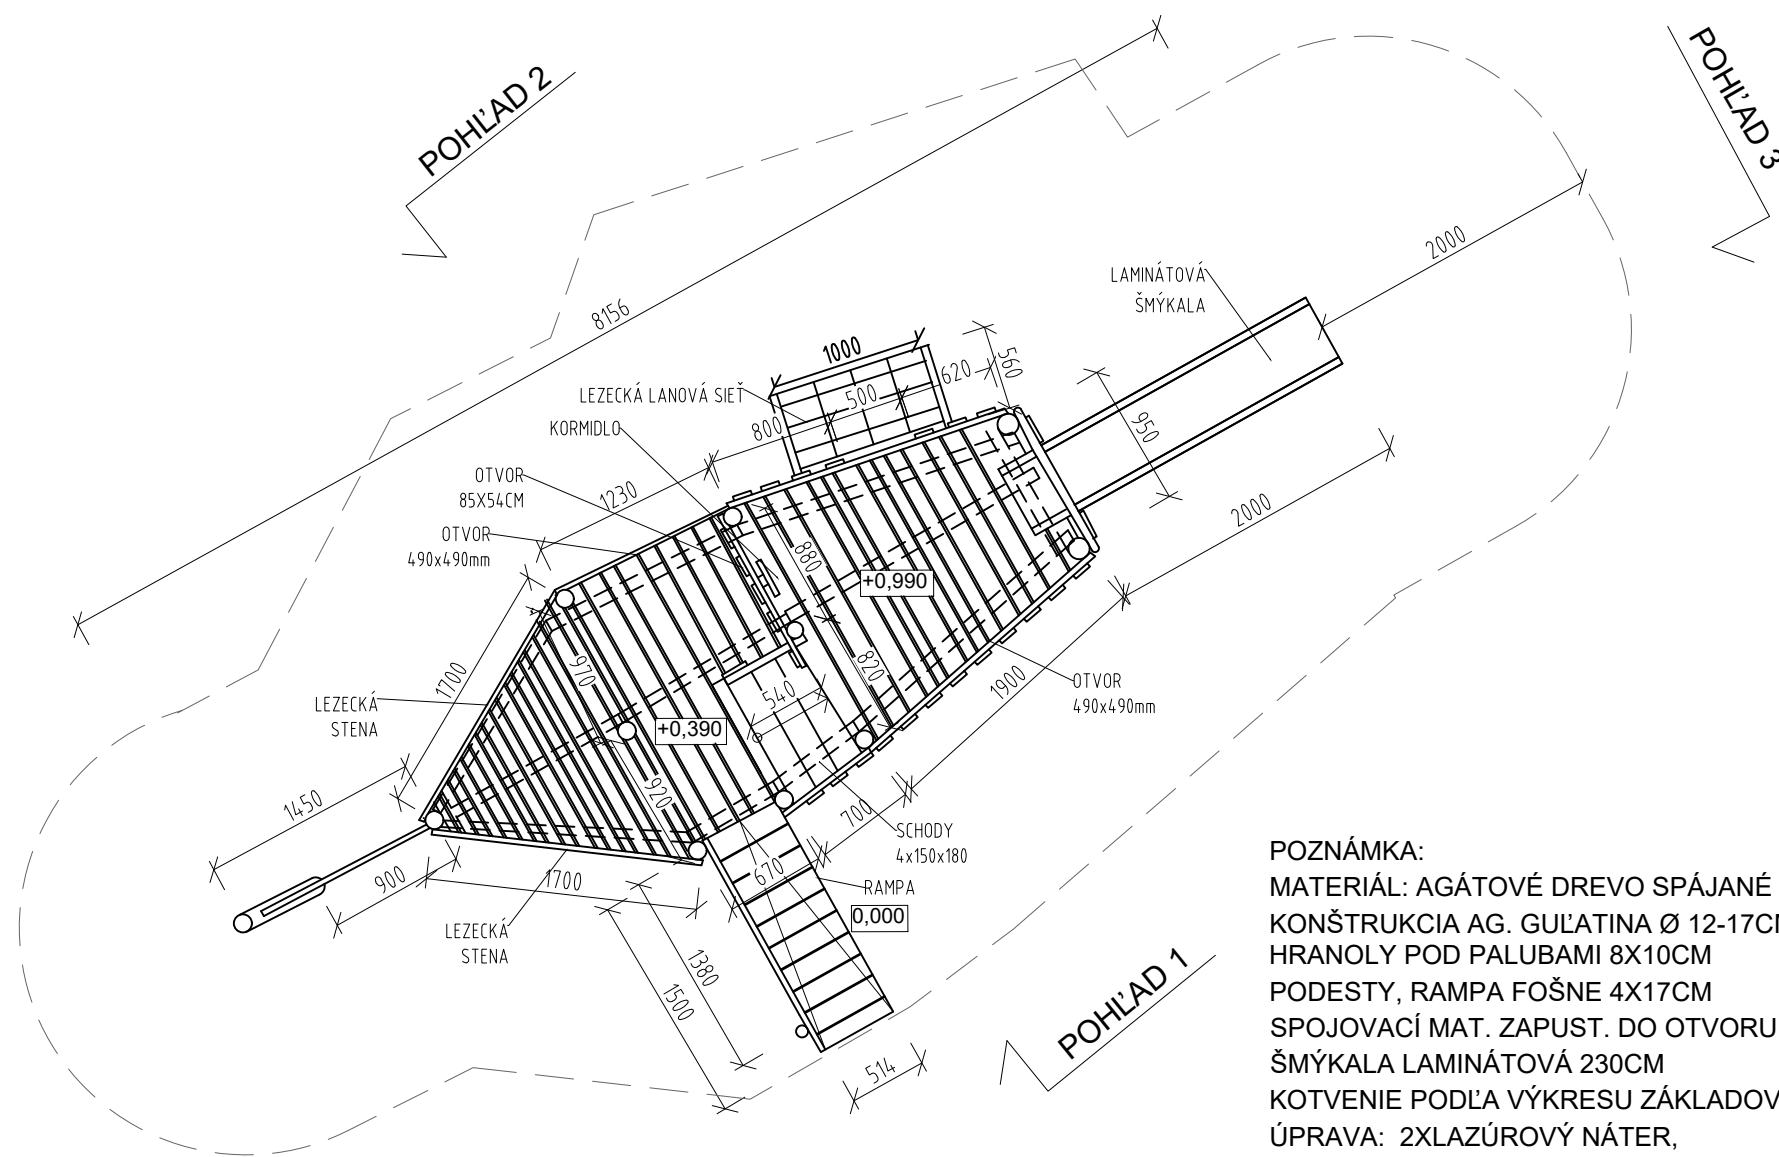 POHĽAD 2
POHĽAD 3
8156
2000
LAMINÁTOVÁ
ŠMÝKALA
1000
560
620
LEZECKÁ LANOVÁ SIEŤ
500
950
KORMIDLO
800
OTVOR
85X54CM
1230
2000
OTVOR
490x490mm
880
+0,990
1700
970
820
540
1900
OTVOR
490x490mm
LEZECKÁ
STENA
+0,390
1450
920
700
SCHODY
4x150x180
900
1700
670
RAMPA
0,000
LEZECKÁ
STENA
1380
1500
POHĽAD 1
514
POZNÁMKA:
MATERIÁL: AGÁTOVÉ DREVO SPÁJANÉ
KONŠTRUKCIA AG. GUĽATINA Ø 12-17C
HRANOLY POD PALUBAMI 8X10CM
PODESTY, RAMPA FOŠNE 4X17CM
SPOJOVACÍ MAT. ZAPUST. DO OTVORU
ŠMÝKALA LAMINÁTOVÁ 230CM
KOTVENIE PODĽA VÝKRESU ZÁKLADOV
ÚPRAVA: 2XLAZÚROVÝ NÁTER,